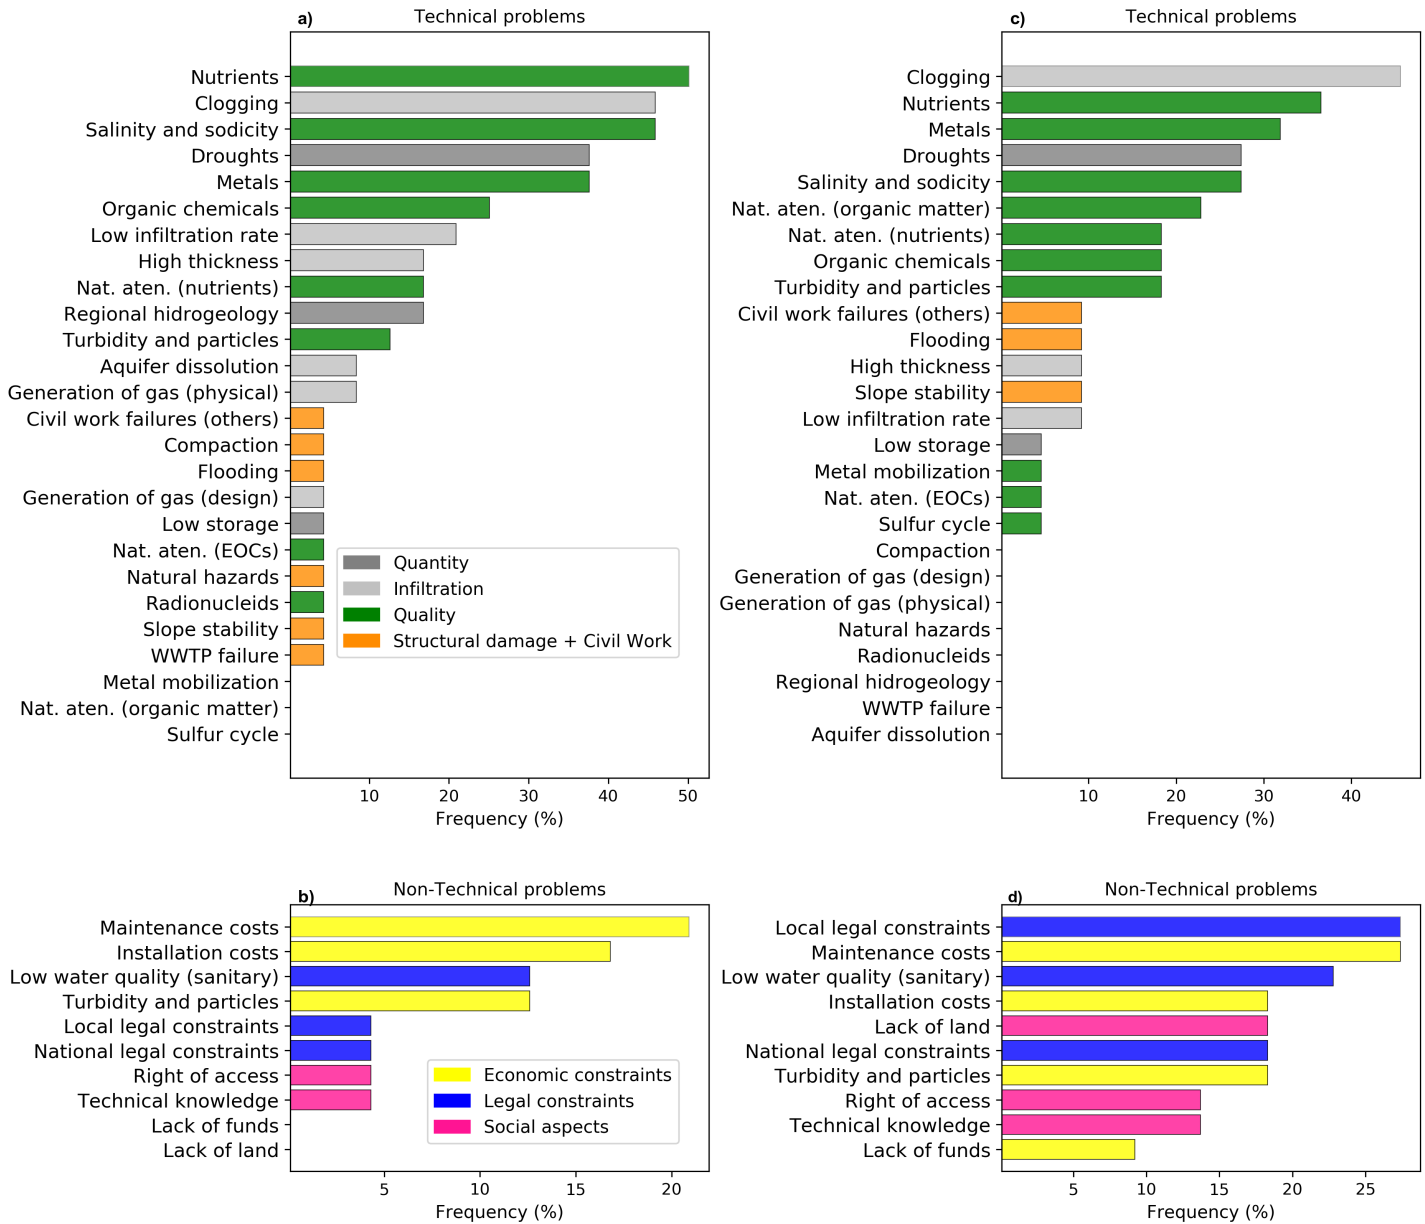 a)
Technical problems
Nutrients
Clogging
Salinity and sodicity
Droughts
Metals
Organic chemicals
Low infiltration rate
High thickness
Nat. aten. (nutrients)
Regional hidrogeology
Turbidity and particles
Aquifer dissolution
Generation of gas (physical)
Civil work failures (others)
Compaction
Flooding
Generation of gas (design)
Low storage
Nat. aten. (EOCs)
Natural hazards
Radionucleids
Slope stability
WWTP failure
Metal mobilization
Nat. aten. (organic matter)
Sulfur cycle
Quantity
Infiltration
Quality
Structural damage + Civil Work
10 20 30 40 50
Frequency (%)
c)
Technical problems
Clogging
Nutrients
Metals
Droughts
Salinity and sodicity
Nat. aten. (organic matter)
Nat. aten. (nutrients)
Organic chemicals
Turbidity and particles
Civil work failures (others)
Flooding
High thickness
Slope stability
Low infiltration rate
Low storage
Metal mobilization
Nat. aten. (EOCs)
Sulfur cycle
Compaction
Generation of gas (design)
Generation of gas (physical)
Natural hazards
Radionucleids
Regional hidrogeology
WWTP failure
Aquifer dissolution
10 20 30 40
Frequency (%)
b)
Non-Technical problems
Maintenance costs
Installation costs
Low water quality (sanitary)
Turbidity and particles
Local legal constraints
National legal constraints
Right of access
Technical knowledge
Lack of funds
Lack of land
Economic constraints
Legal constraints
Social aspects
5 10 15 20
Frequency (%)
d)
Non-Technical problems
Local legal constraints
Maintenance costs
Low water quality (sanitary)
Installation costs
Lack of land
National legal constraints
Turbidity and particles
Right of access
Technical knowledge
Lack of funds
5 10 15 20 25
Frequency (%)